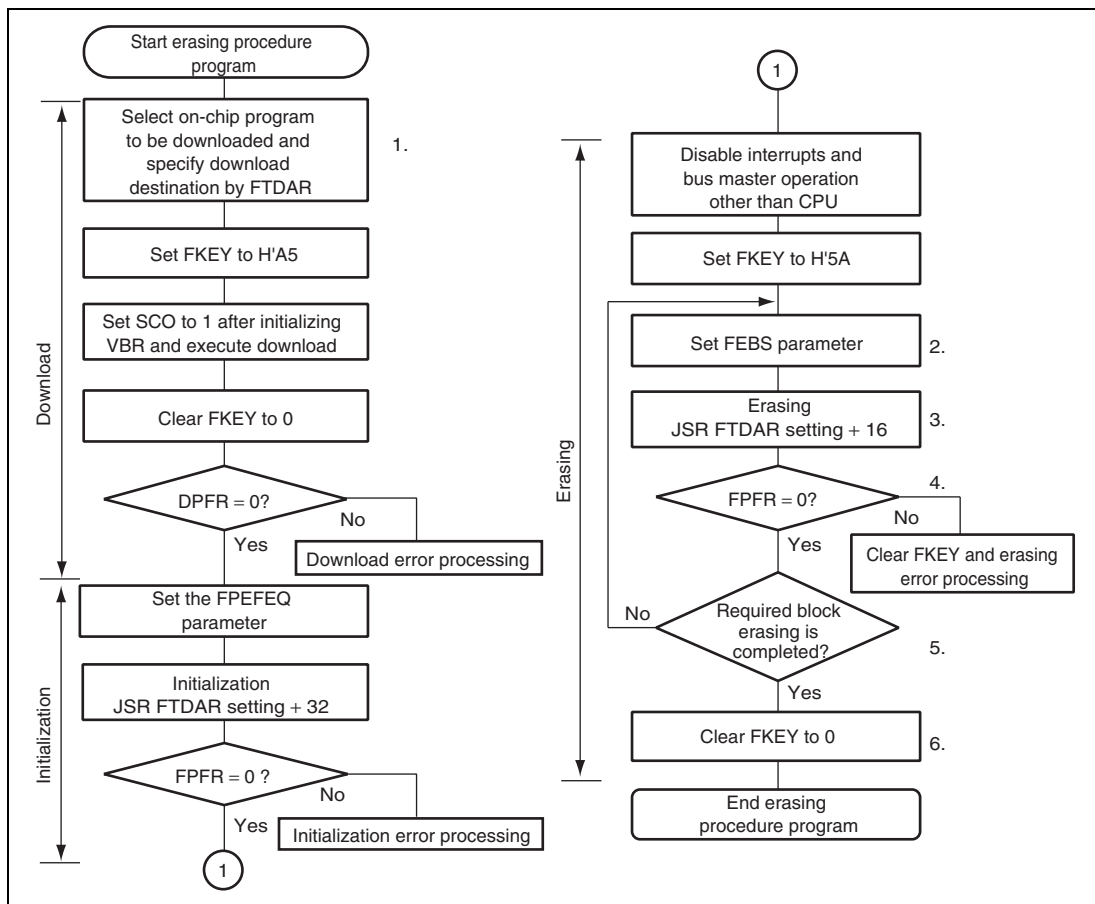 Start erasing procedure
program
Select on-chip program
to be downloaded and
specify download
destination by FTDAR
1.
Set FKEY to H'A5
Set SCO to 1 after initializing
VBR and execute download
Clear FKEY to 0
DPFR = 0?
No
Yes
Download error processing
Download
Set the FPEFEQ
parameter
Initialization
JSR FTDAR setting + 32
FPFR = 0 ?
No
Yes
Initialization error processing
Initialization
1
1
Disable interrupts and
bus master operation
other than CPU
Set FKEY to H'5A
Set FEBS parameter
2.
Erasing
JSR FTDAR setting + 16
3.
4.
FPFR = 0?
No
Yes
Clear FKEY and erasing
error processing
Required block
erasing is
completed?
No
5.
Yes
Clear FKEY to 0
6.
Erasing
End erasing
procedure program